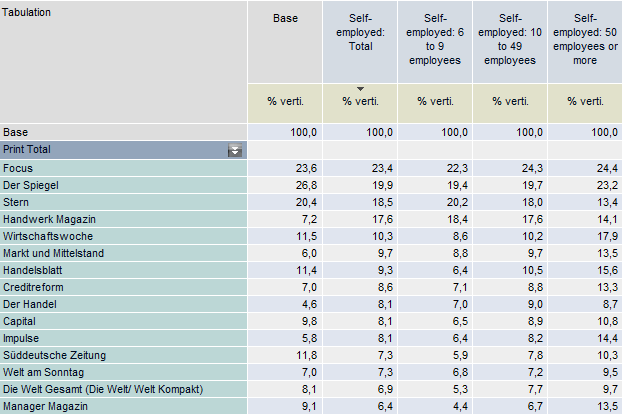 Tabulation Base Self-employed: Total Self-employed: 6 to 9 employees Self-employed: 10 to 49 employees Self-employed: 50 employees or more
% verti. % verti. % verti. % verti. % verti.
Base 100,0 100,0 100,0 100,0 100,0
Print Total
Focus 23,6 23,4 22,3 24,3 24,4
Der Spiegel 26,8 19,9 19,4 19,7 23,2
Stern 20,4 18,5 20,2 18,0 13,4
Handwerk Magazin 7,2 17,6 18,4 17,6 14,1
Wirtschaftswoche 11,5 10,3 8,6 10,2 17,9
Markt und Mittelstand 6,0 9,7 8,8 9,7 13,5
Handelsblatt 11,4 9,3 6,4 10,5 15,6
Creditreform 7,0 8,6 7,1 8,8 13,3
Der Handel 4,6 8,1 7,0 9,0 8,7
Capital 9,8 8,1 6,5 8,9 10,8
Impulse 5,8 8,1 6,4 8,2 14,4
Süddeutsche Zeitung 11,8 7,3 5,9 7,8 10,3
Welt am Sonntag 7,0 7,3 6,8 7,2 9,5
Die Welt Gesamt (Die Welt/ Welt Kompakt) 8,1 6,9 5,3 7,7 9,7
Manager Magazin 9,1 6,4 4,4 6,7 13,5